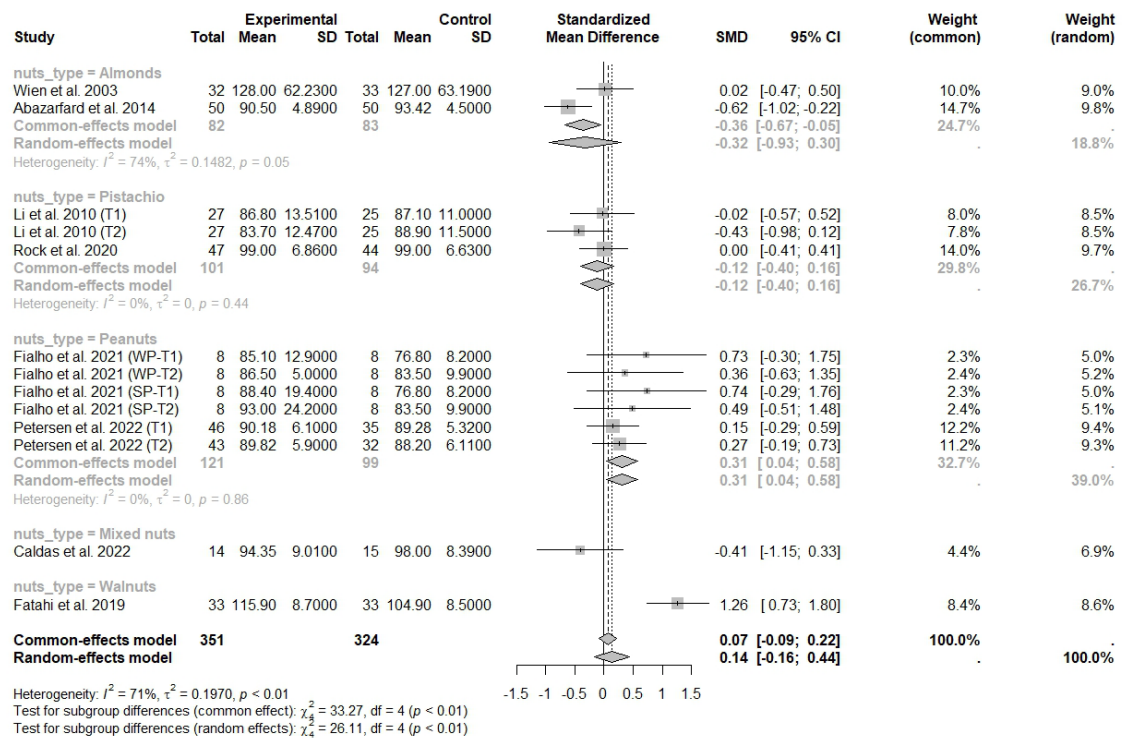 Experimental Control Standardized Weight Weight
Study Total Mean SD Total Mean SD Mean Difference SMD 95% CI (common) (random)
nuts_type = Almonds
Wien et al. 2003 32 128.00 62.2300 33 127.00 63.1900 0.02 [-0.47; 0.50] 10.0% 9.0%
Abazarfard et al. 2014 50 90.50 4.8900 50 93.42 4.5000 -0.62 [-1.02; -0.22] 14.7% 9.8%
Common-effects model 82 83 -0.36 [-0.67; -0.05] 24.7% .
Random-effects model -0.32 [-0.93; 0.30] . 18.8%
Heterogeneity: I² = 74%, τ² = 0.1482, p = 0.05
nuts_type = Pistachio
Li et al. 2010 (T1) 27 86.80 13.5100 25 87.10 11.0000 -0.02 [-0.57; 0.52] 8.0% 8.5%
Li et al. 2010 (T2) 27 83.70 12.4700 25 88.90 11.5000 -0.43 [-0.98; 0.12] 7.8% 8.5%
Rock et al. 2020 47 99.00 6.8600 44 99.00 6.6300 0.00 [-0.41; 0.41] 14.0% 9.7%
Common-effects model 101 94 -0.12 [-0.40; 0.16] 29.8% .
Random-effects model -0.12 [-0.40; 0.16] . 26.7%
Heterogeneity: I² = 0%, τ² = 0, p = 0.44
nuts_type = Peanuts
Fialho et al. 2021 (WP-T1) 8 85.10 12.9000 8 76.80 8.2000 0.73 [-0.30; 1.75] 2.3% 5.0%
Fialho et al. 2021 (WP-T2) 8 86.50 5.0000 8 83.50 9.9000 0.36 [-0.63; 1.35] 2.4% 5.2%
Fialho et al. 2021 (SP-T1) 8 88.40 19.4000 8 76.80 8.2000 0.74 [-0.29; 1.76] 2.3% 5.0%
Fialho et al. 2021 (SP-T2) 8 93.00 24.2000 8 83.50 9.9000 0.49 [-0.51; 1.48] 2.4% 5.1%
Petersen et al. 2022 (T1) 46 90.18 6.1000 35 89.28 5.3200 0.15 [-0.29; 0.59] 12.2% 9.4%
Petersen et al. 2022 (T2) 43 89.82 5.9000 32 88.20 6.1100 0.27 [-0.19; 0.73] 11.2% 9.3%
Common-effects model 121 99 0.31 [ 0.04; 0.58] 32.7% .
Random-effects model 0.31 [ 0.04; 0.58] . 39.0%
Heterogeneity: I² = 0%, τ² = 0, p = 0.86
nuts_type = Mixed nuts
Caldas et al. 2022 14 94.35 9.0100 15 98.00 8.3900 -0.41 [-1.15; 0.33] 4.4% 6.9%
nuts_type = Walnuts
Fatahi et al. 2019 33 115.90 8.7000 33 104.90 8.5000 1.26 [ 0.73; 1.80] 8.4% 8.6%
Common-effects model 351 324 0.07 [-0.09; 0.22] 100.0% .
Random-effects model 0.14 [-0.16; 0.44] . 100.0%
-1.5 -1 -0.5 0 0.5 1 1.5
Heterogeneity: I² = 71%, τ² = 0.1970, p < 0.01
Test for subgroup differences (common effect): χ²₄ = 33.27, df = 4 (p < 0.01)
Test for subgroup differences (random effects): χ²₄ = 26.11, df = 4 (p < 0.01)